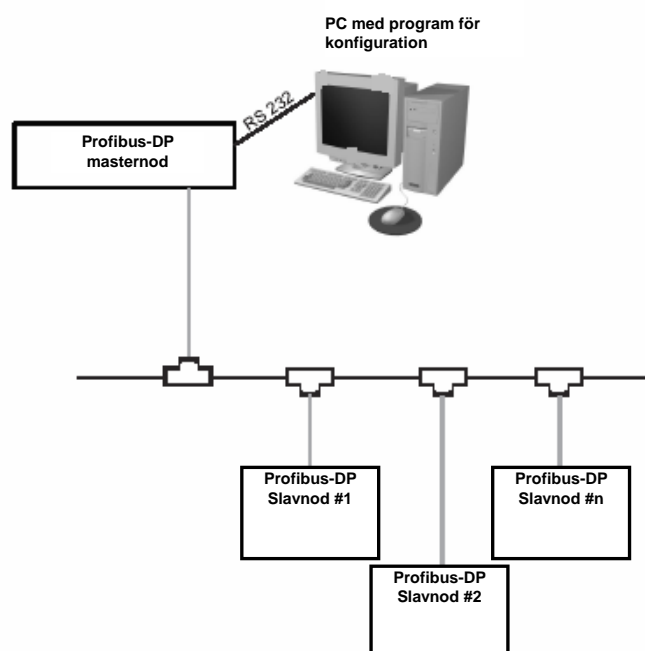 PC med program för
konfiguration
RS 232
Profibus-DP
masternod
Profibus-DP
Slavnod #1
Profibus-DP
Slavnod #n
Profibus-DP
Slavnod #2